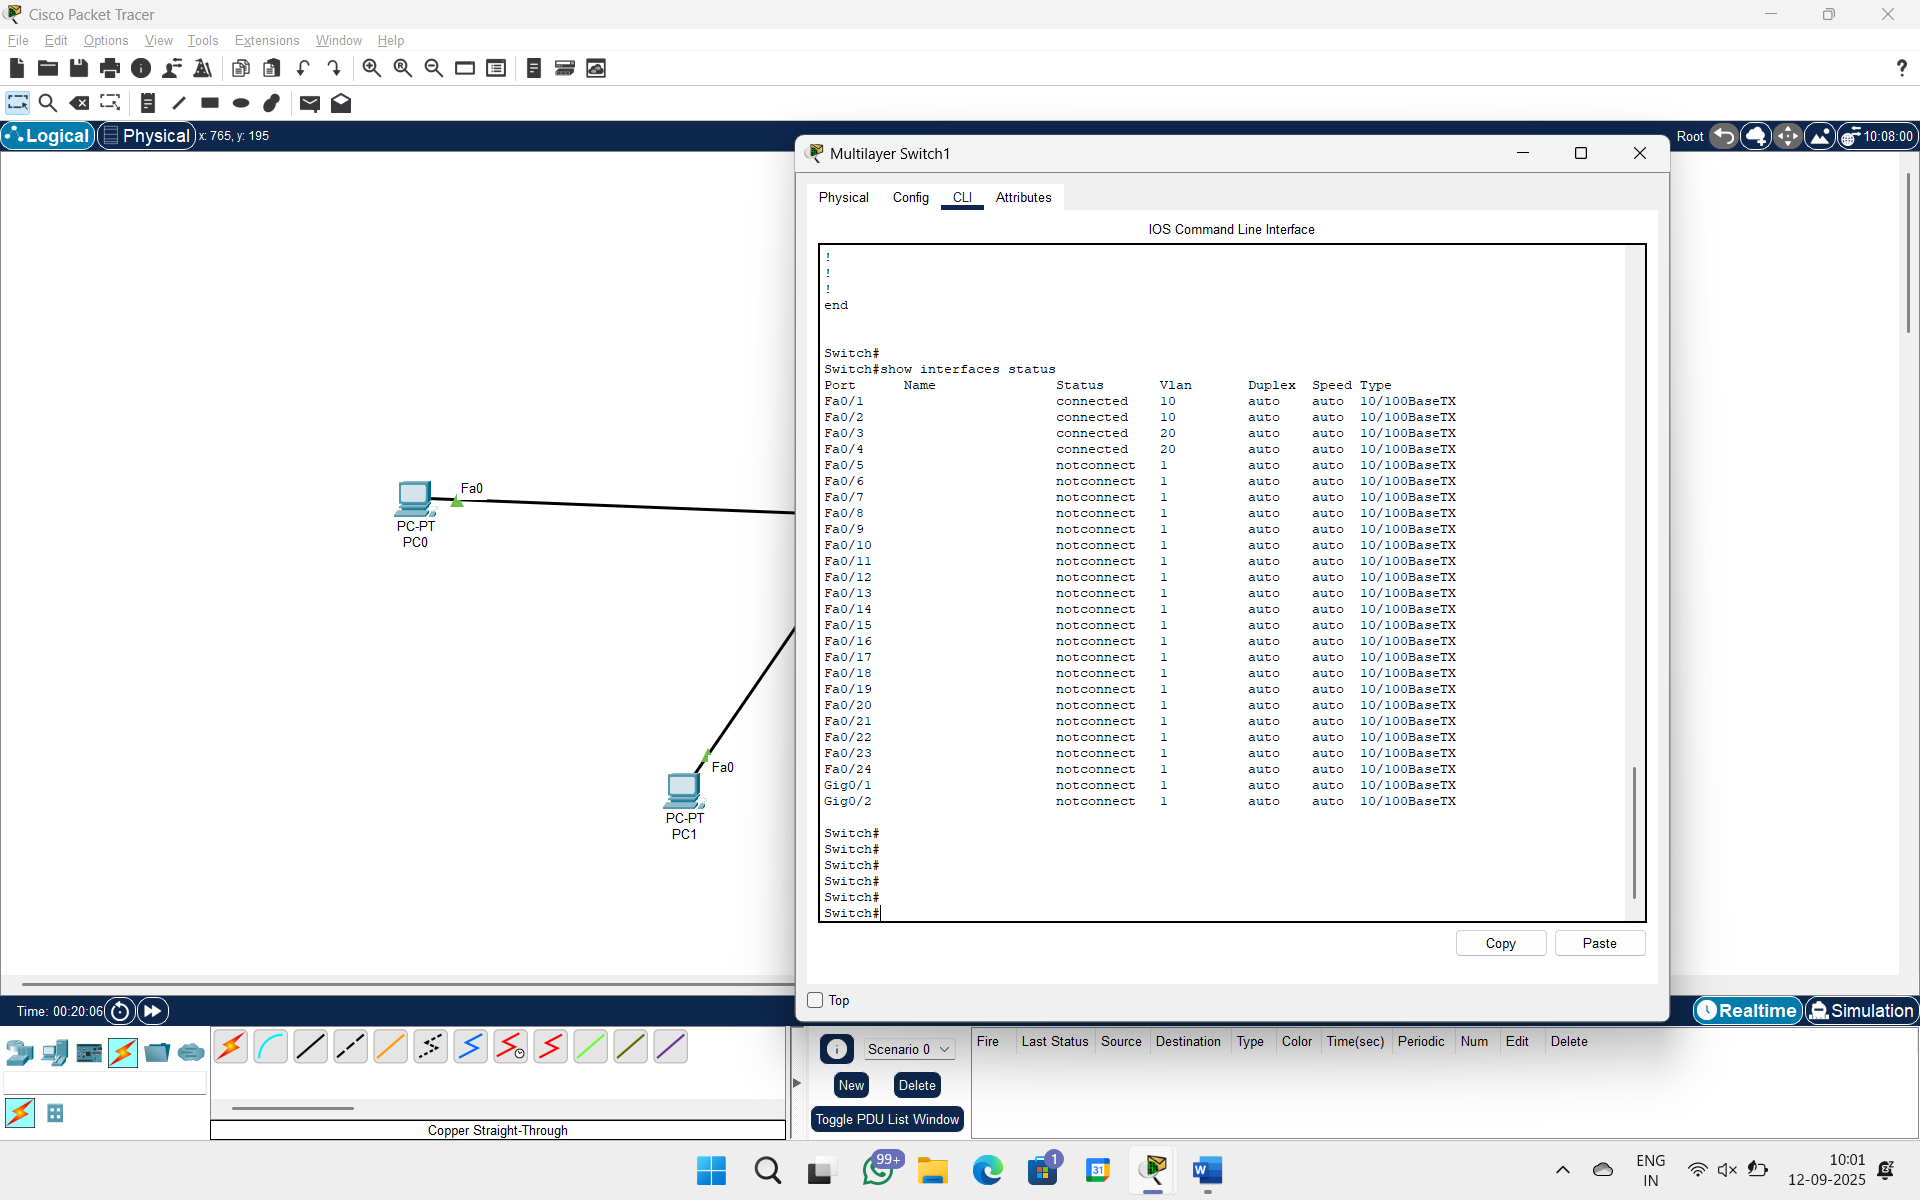 Cisco Packet Tracer
File Edit Options View Tools Extensions Window Help
Logical Physical x: 765, y: 195
Root 10:08:00
Fa0
PC-PT
PC0
Fa0
PC-PT
PC1
Multilayer Switch1
Physical Config CLI Attributes
IOS Command Line Interface
!
!
!
end
Switch#
Switch#show interfaces status
Port Name Status Vlan Duplex Speed Type
Fa0/1 connected 10 auto auto 10/100BaseTX
Fa0/2 connected 10 auto auto 10/100BaseTX
Fa0/3 connected 20 auto auto 10/100BaseTX
Fa0/4 connected 20 auto auto 10/100BaseTX
Fa0/5 notconnect 1 auto auto 10/100BaseTX
Fa0/6 notconnect 1 auto auto 10/100BaseTX
Fa0/7 notconnect 1 auto auto 10/100BaseTX
Fa0/8 notconnect 1 auto auto 10/100BaseTX
Fa0/9 notconnect 1 auto auto 10/100BaseTX
Fa0/10 notconnect 1 auto auto 10/100BaseTX
Fa0/11 notconnect 1 auto auto 10/100BaseTX
Fa0/12 notconnect 1 auto auto 10/100BaseTX
Fa0/13 notconnect 1 auto auto 10/100BaseTX
Fa0/14 notconnect 1 auto auto 10/100BaseTX
Fa0/15 notconnect 1 auto auto 10/100BaseTX
Fa0/16 notconnect 1 auto auto 10/100BaseTX
Fa0/17 notconnect 1 auto auto 10/100BaseTX
Fa0/18 notconnect 1 auto auto 10/100BaseTX
Fa0/19 notconnect 1 auto auto 10/100BaseTX
Fa0/20 notconnect 1 auto auto 10/100BaseTX
Fa0/21 notconnect 1 auto auto 10/100BaseTX
Fa0/22 notconnect 1 auto auto 10/100BaseTX
Fa0/23 notconnect 1 auto auto 10/100BaseTX
Fa0/24 notconnect 1 auto auto 10/100BaseTX
Gig0/1 notconnect 1 auto auto 10/100BaseTX
Gig0/2 notconnect 1 auto auto 10/100BaseTX
Switch#
Switch#
Switch#
Switch#
Switch#
Switch#
Copy Paste
Top
Time: 00:20:06
Realtime Simulation
Scenario 0
New Delete
Toggle PDU List Window
Fire Last Status Source Destination Type Color Time(sec) Periodic Num Edit Delete
Copper Straight-Through
99+
1
31
ENG
IN
10:01
12-09-2025